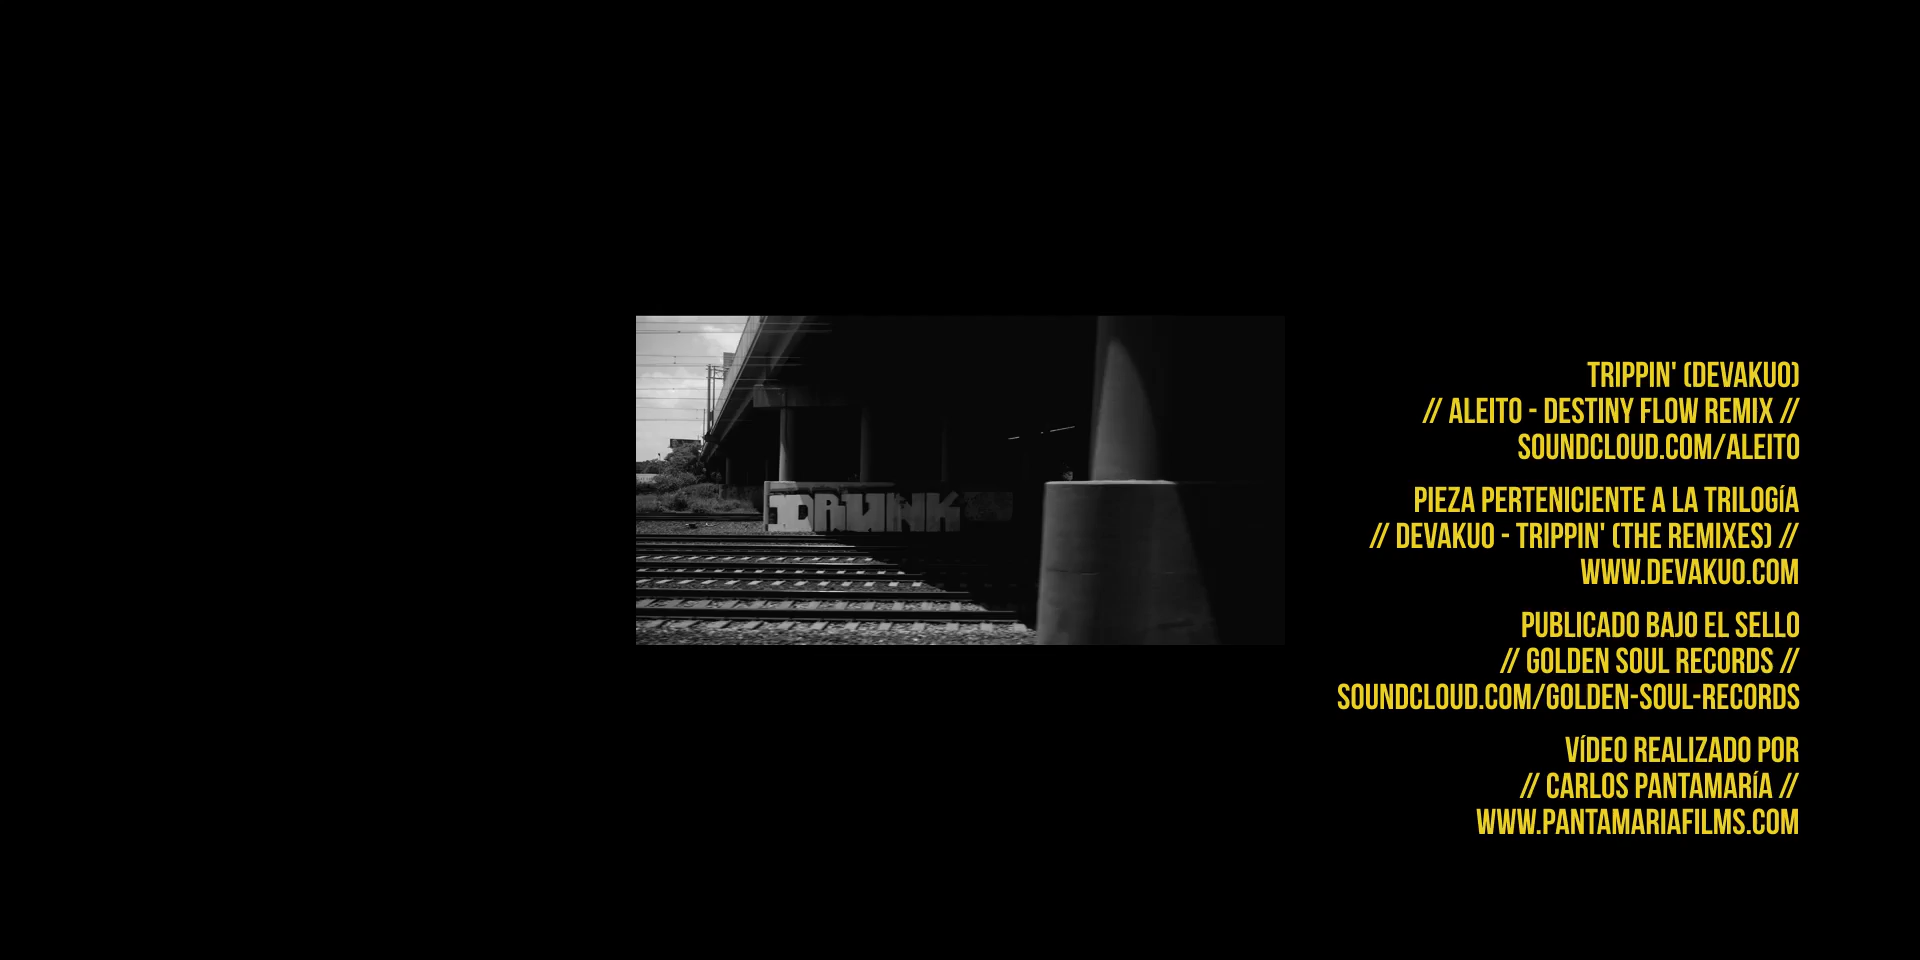 DRUNK
TRIPPIN' (DEVAKUO)
// ALEITO - DESTINY FLOW REMIX //
SOUNDCLOUD.COM/ALEITO
PIEZA PERTENICIENTE A LA TRILOGÍA
// DEVAKUO - TRIPPIN' (THE REMIXES) //
WWW.DEVAKUO.COM
PUBLICADO BAJO EL SELLO
// GOLDEN SOUL RECORDS //
SOUNDCLOUD.COM/GOLDEN-SOUL-RECORDS
VÍDEO REALIZADO POR
// CARLOS PANTAMARÍA //
WWW.PANTAMARIAFILMS.COM